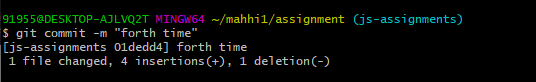 91955@DESKTOP-AJLVQ2T MINGW64 ~/mahhi1/assignment (js-assignments)
$ git commit -m "forth time"
[js-assignments 01dedd4] forth time
 1 file changed, 4 insertions(+), 1 deletion(-)